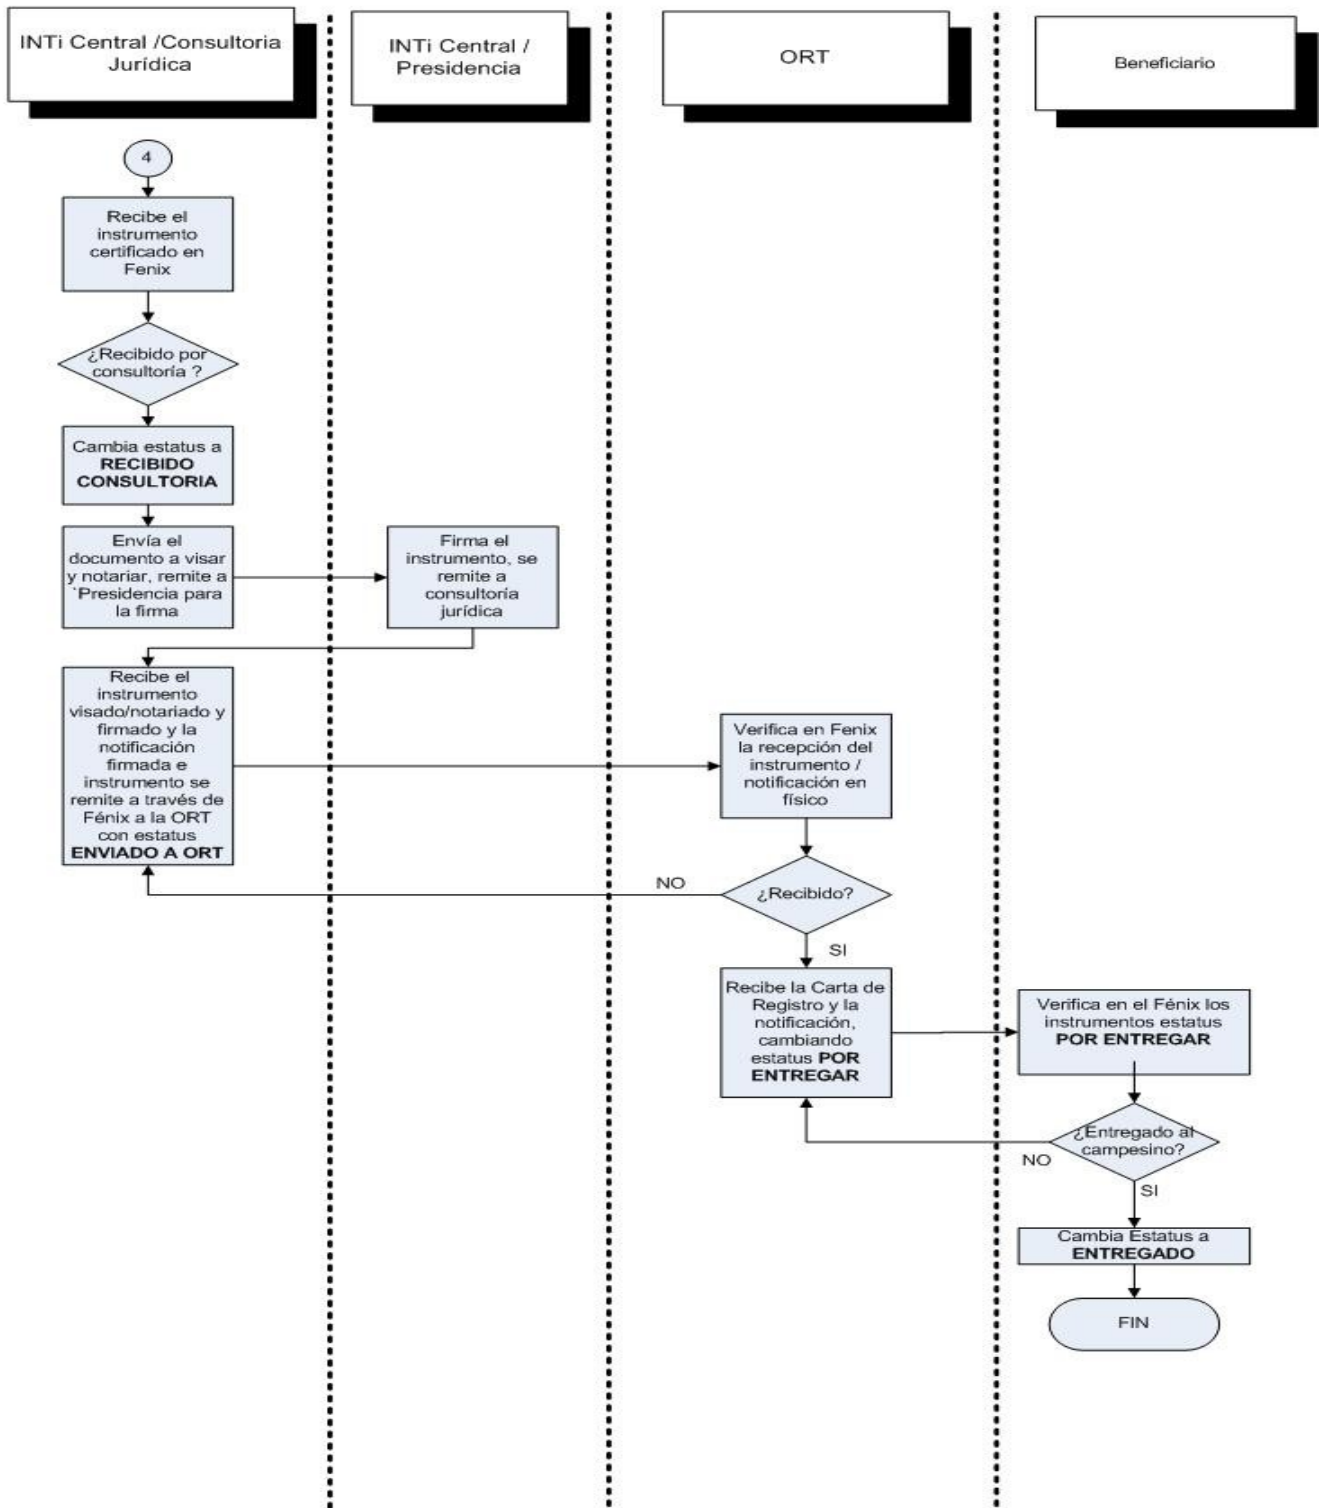 INTi Central /Consultoria
Jurídica
INTi Central /
Presidencia
ORT
Beneficiario
4
Recibe el
instrumento
certificado en
Fenix
¿Recibido por
consultoría ?
Cambia estatus a
RECIBIDO
CONSULTORIA
Envía el
documento a visar
y notariar, remite a
`Presidencia para
la firma
Firma el
instrumento, se
remite a
consultoría
jurídica
Recibe el
instrumento
visado/notariado y
firmado y la
notificación
firmada e
instrumento se
remite a través de
Fénix a la ORT
con estatus
ENVIADO A ORT
Verifica en Fenix
la recepción del
instrumento /
notificación en
físico
NO
¿Recibido?
SI
Recibe la Carta de
Registro y la
notificación,
cambiando
estatus POR
ENTREGAR
Verifica en el Fénix los
instrumentos estatus
POR ENTREGAR
¿Entregado al
campesino?
NO
SI
Cambia Estatus a
ENTREGADO
FIN